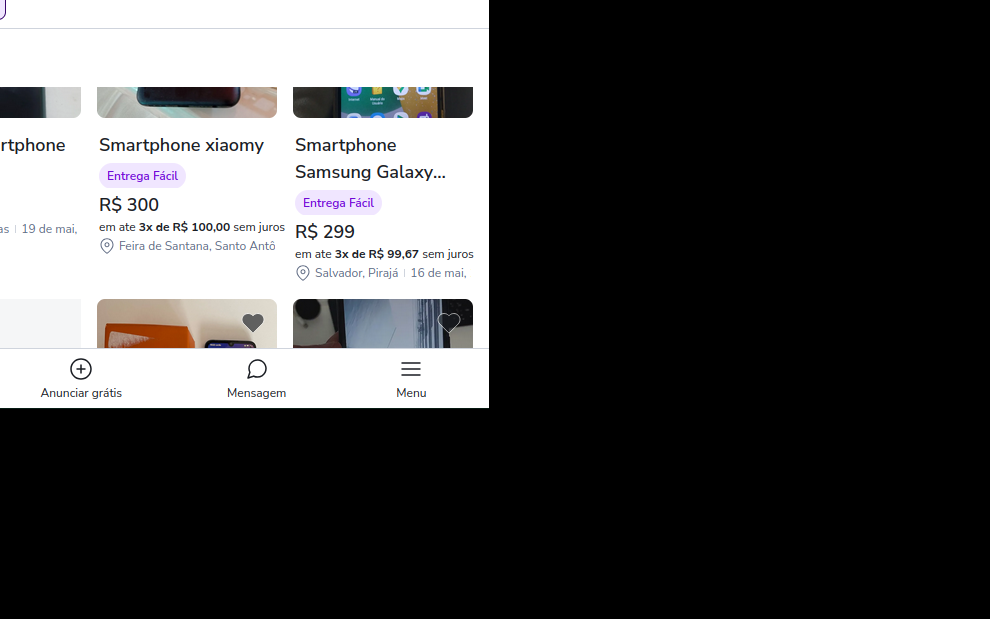 rtphone
as | 19 de mai,
Smartphone xiaomy
Entrega Fácil
R$ 300
em ate 3x de R$ 100,00 sem juros
Feira de Santana, Santo Antô
Smartphone
Samsung Galaxy...
Entrega Fácil
R$ 299
em ate 3x de R$ 99,67 sem juros
Salvador, Pirajá | 16 de mai,
Anunciar grátis
Mensagem
Menu